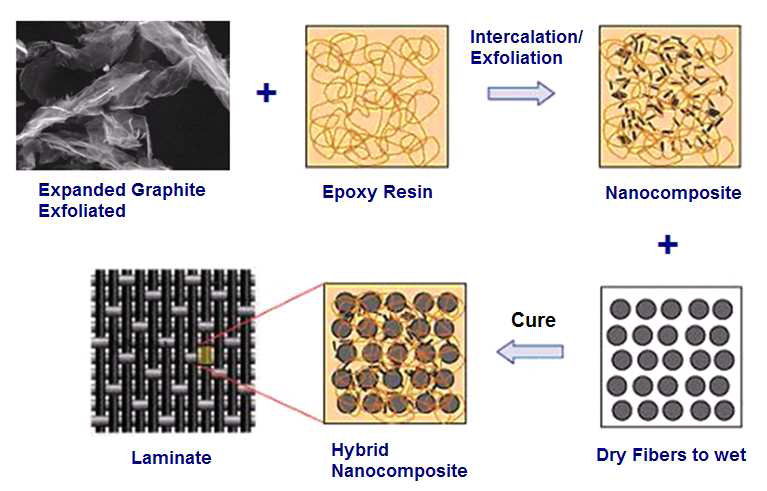 Intercalation/
Exfoliation
+
Expanded Graphite
Exfoliated
Epoxy Resin
Nanocomposite
+
Cure
Laminate
Hybrid
Nanocomposite
Dry Fibers to wet